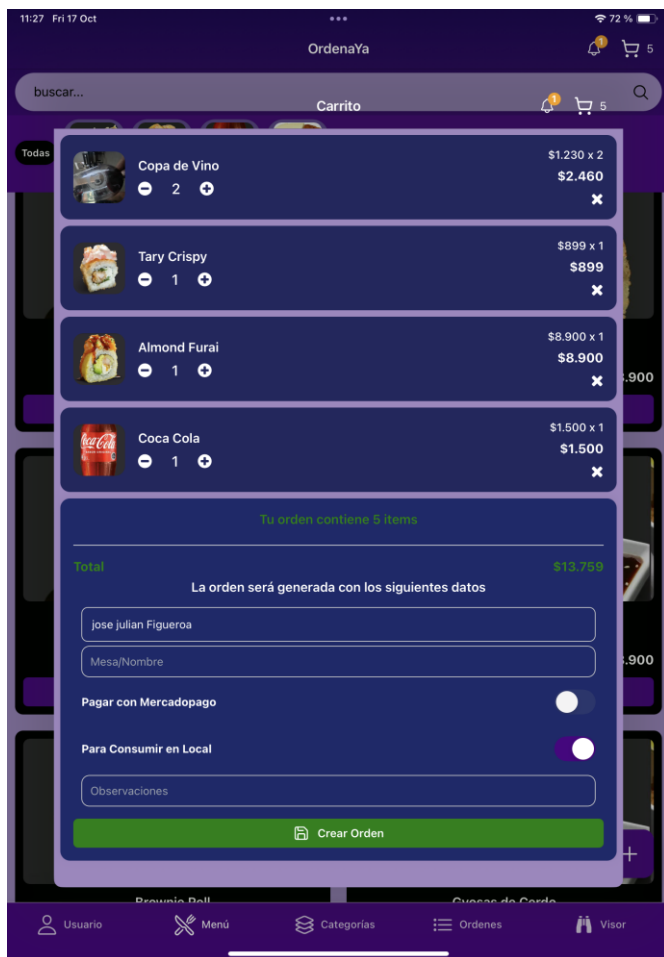 11:27 Fri 17 Oct
72 %
OrdenaYa
1
5
buscar...
Carrito
1
5
Todas
Copa de Vino
2
$1.230 x 2
$2.460
Tary Crispy
1
$899 x 1
$899
Almond Furai
1
$8.900 x 1
$8.900
.900
Coca Cola
Coca Cola
1
$1.500 x 1
$1.500
Tu orden contiene 5 items
Total
$13.759
La orden será generada con los siguientes datos
jose julian Figueroa
Mesa/Nombre
.900
Pagar con Mercadopago
Para Consumir en Local
Observaciones
Crear Orden
Usuario
Menú
Categorías
Ordenes
Visor